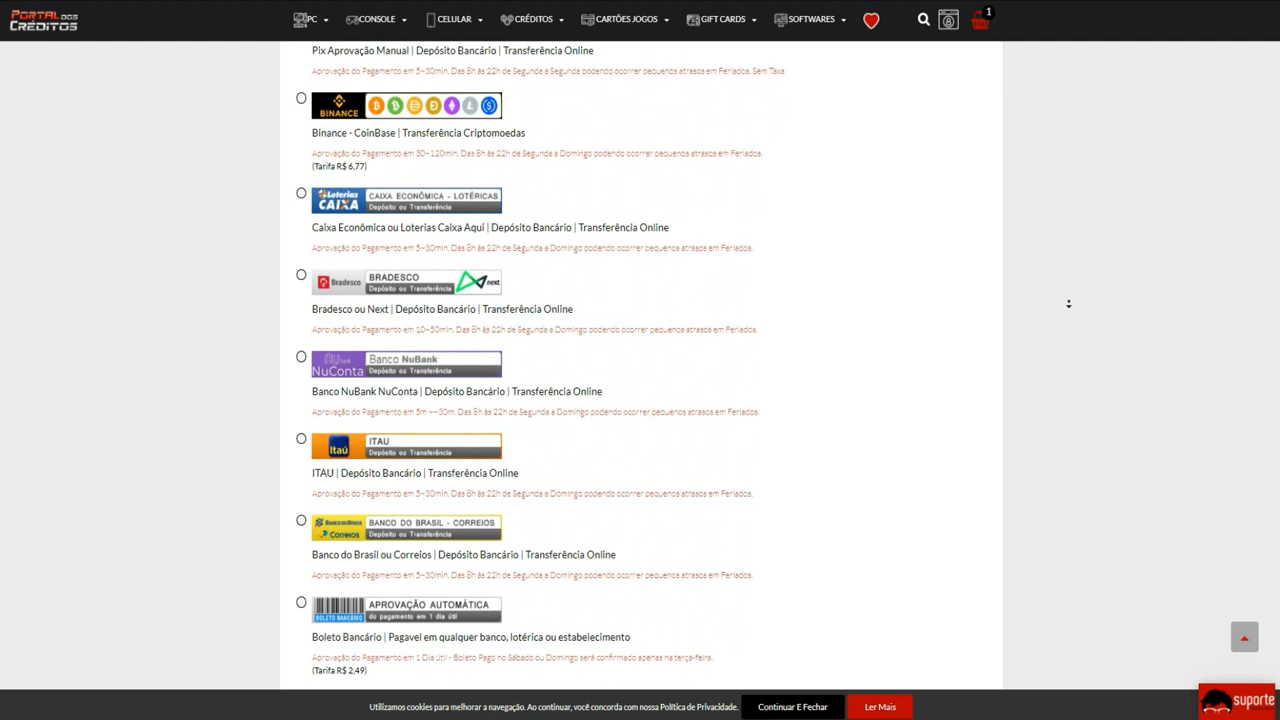 PORTAL DOS CRÉDITOS
PC
CONSOLE
CELULAR
CRÉDITOS
CARTÕES JOGOS
GIFT CARDS
SOFTWARES
1
Pix Aprovação Manual | Depósito Bancário | Transferência Online
Aprovação do Pagamento em 5~30min. Das 8h às 22h de Segunda a Segunda podendo ocorrer pequenos atrasos em Feriados. Sem Taxa
BINANCE
Binance - CoinBase | Transferência Criptomoedas
Aprovação do Pagamento em 30~120min. Das 8h às 22h de Segunda a Domingo podendo ocorrer pequenos atrasos em Feriados.
(Tarifa R$ 6,77)
Loterias CAIXA
CAIXA ECONÔMICA - LOTÉRICAS
Depósito ou Transferência
Caixa Econômica ou Loterias Caixa Aqui | Depósito Bancário | Transferência Online
Aprovação do Pagamento em 5~30min. Das 8h às 22h de Segunda a Domingo podendo ocorrer pequenos atrasos em Feriados.
Bradesco
BRADESCO
Depósito ou Transferência
next
Bradesco ou Next | Depósito Bancário | Transferência Online
Aprovação do Pagamento em 10~50min. Das 8h às 22h de Segunda a Domingo podendo ocorrer pequenos atrasos em Feriados.
nu bank
NuConta
Banco NuBank
Depósito ou Transferência
Banco NuBank NuConta | Depósito Bancário | Transferência Online
Aprovação do Pagamento em 5m ~~30m. Das 8h às 22h de Segunda a Domingo podendo ocorrer pequenos atrasos em Feriados.
Itaú
ITAU
Depósito ou Transferência
ITAU | Depósito Bancário | Transferência Online
Aprovação do Pagamento em 5~30min. Das 8h às 22h de Segunda a Domingo podendo ocorrer pequenos atrasos em Feriados.
BANCO DO BRASIL
Correios
BANCO DO BRASIL - CORREIOS
Depósito ou Transferência
Banco do Brasil ou Correios | Depósito Bancário | Transferência Online
Aprovação do Pagamento em 5~30min. Das 8h às 22h de Segunda a Domingo podendo ocorrer pequenos atrasos em Feriados.
BOLETO BANCÁRIO
APROVAÇÃO AUTOMÁTICA
do pagamento em 1 dia útil
Boleto Bancário | Pagavel em qualquer banco, lotérica ou estabelecimento
Aprovação do Pagamento em 1 Dia útil - Boleto Pago no Sábado ou Domingo será confirmado apenas na terça-feira.
(Tarifa R$ 2,49)
Utilizamos cookies para melhorar a navegação. Ao continuar, você concorda com nossa Política de Privacidade.
Continuar E Fechar
Ler Mais
suporte